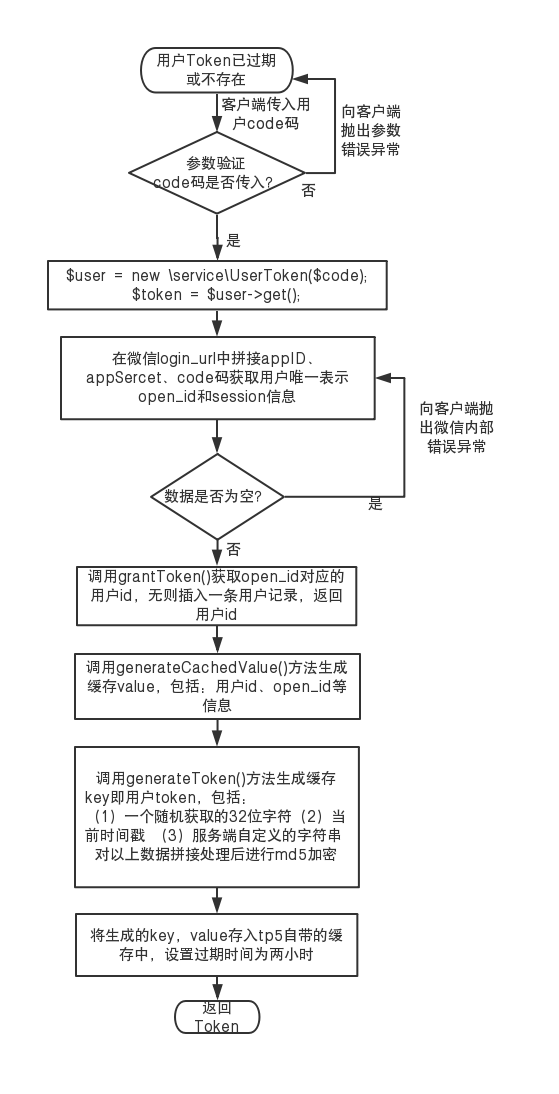 用户Token已过期
或不存在
客户端传入用
户code码
向客户端
抛出参数
错误异常
参数验证
code码是否传入？
否
是
$user = new \service\UserToken($code);
$token = $user->get();
在微信login_url中拼接appID、
appSercet、code码获取用户唯一表示
open_id和session信息
向客户端抛
出微信内部
错误异常
数据是否为空？
是
否
调用grantToken()获取open_id对应的
用户id，无则插入一条用户记录，返回
用户id
调用generateCachedValue()方法生成
缓存value，包括：用户id、open_id等
信息
调用generateToken()方法生成缓存
key即用户token，包括：
（1）一个随机获取的32位字符（2）当
前时间戳 （3）服务端自定义的字符串
对以上数据拼接处理后进行md5加密
将生成的key，value存入tp5自带的缓
存中，设置过期时间为两小时
返回
Token